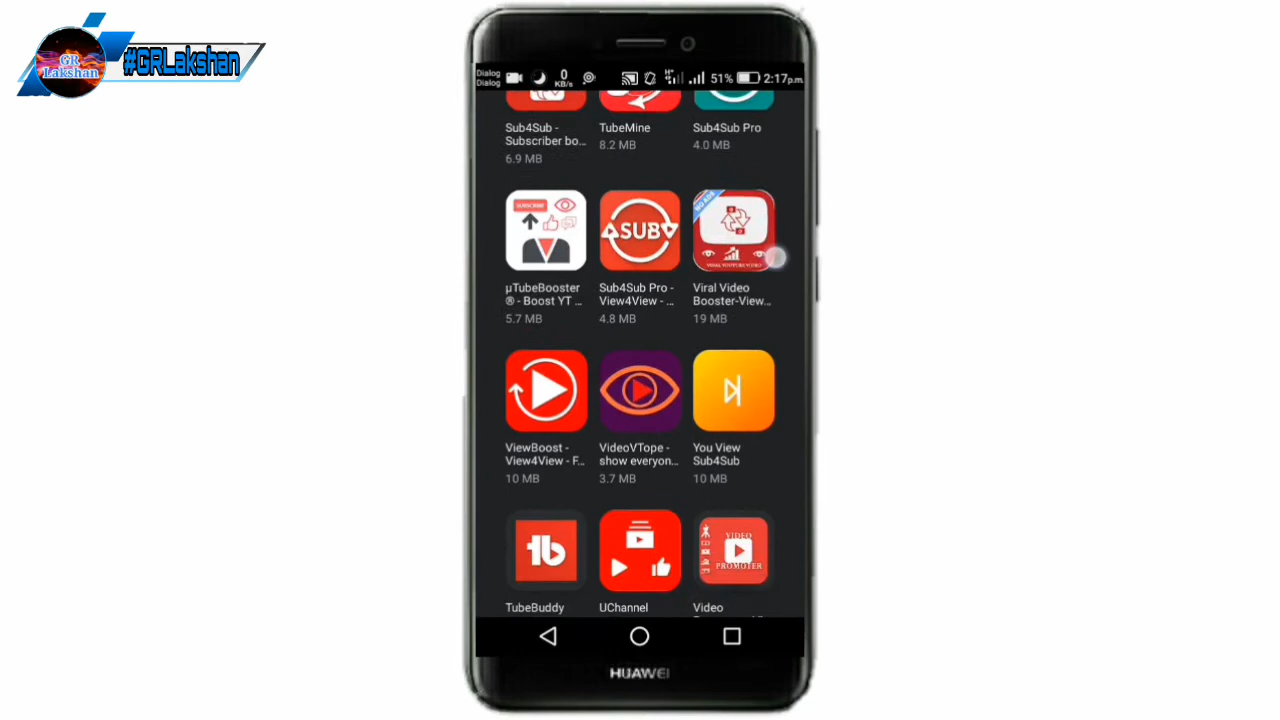 GR
Lakshan
#GRLakshan
Dialog
Dialog
0
KB/s
51%
2:17p.m.
Sub4Sub -
Subscriber bo...
6.9 MB
TubeMine
8.2 MB
Sub4Sub Pro
4.0 MB
SUBSCRIBE
SUB
NO ADS
µTubeBooster
® - Boost YT ...
5.7 MB
Sub4Sub Pro -
View4View - ...
4.8 MB
Viral Video
Booster-View...
19 MB
ViewBoost -
View4View - F...
10 MB
VideoVTope -
show everyon...
3.7 MB
You View
Sub4Sub
10 MB
tb
VIDEO
PROMOTER
TubeBuddy
UChannel
Video
HUAWEI